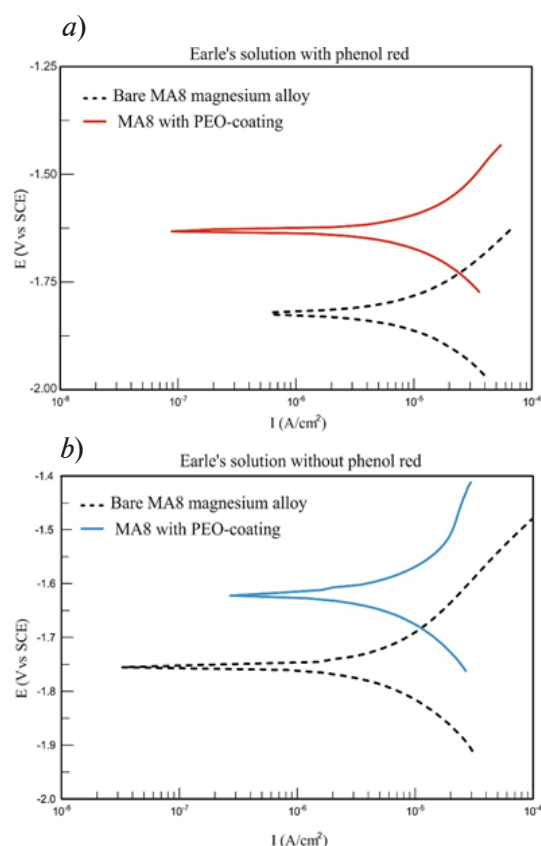 a)
Earle's solution with phenol red
-1.25
Bare MA8 magnesium alloy
MA8 with PEO-coating
-1.50
E (V vs SCE)
-1.75
-2.00
10⁻⁸ 10⁻⁷ 10⁻⁶ 10⁻⁵ 10⁻⁴
I (A/cm²)
b)
Earle's solution without phenol red
-1.4
Bare MA8 magnesium alloy
-1.5
MA8 with PEO-coating
-1.6
E (V vs SCE)
-1.7
-1.8
-1.9
-2.0
10⁻⁸ 10⁻⁷ 10⁻⁶ 10⁻⁵ 10⁻⁴
I (A/cm²)